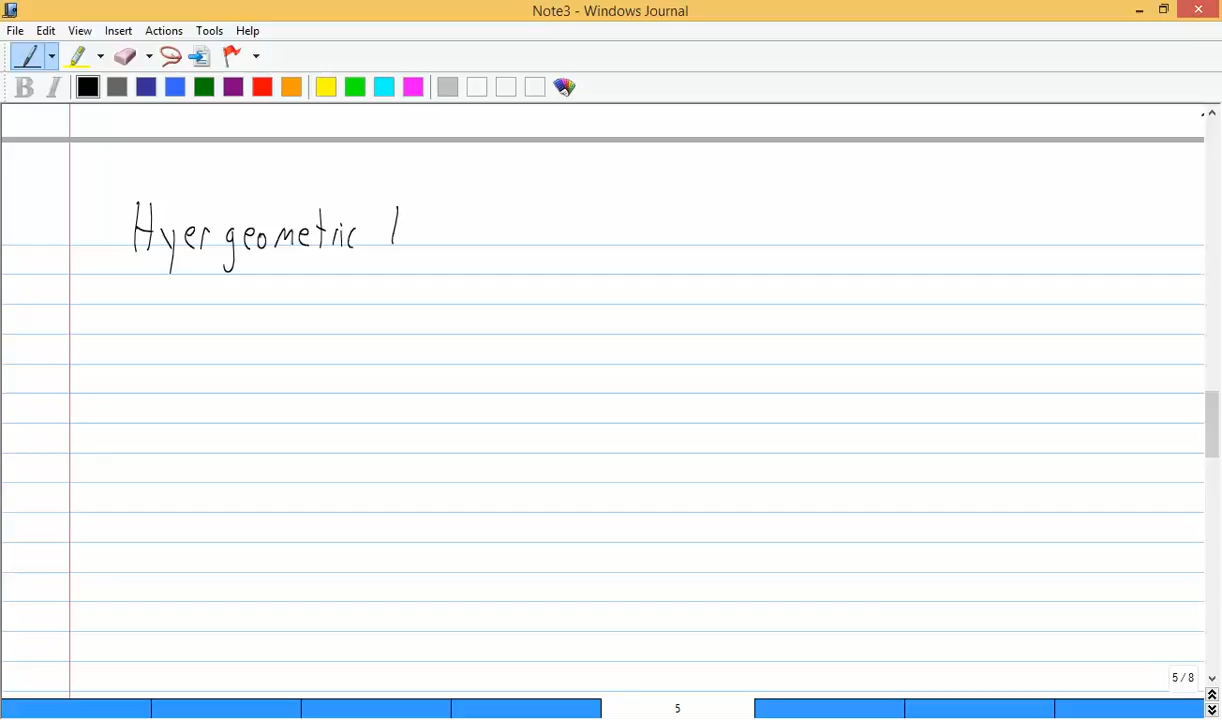 Note3 - Windows Journal
File Edit View Insert Actions Tools Help
B I
Hyergeometric
5 / 8
5